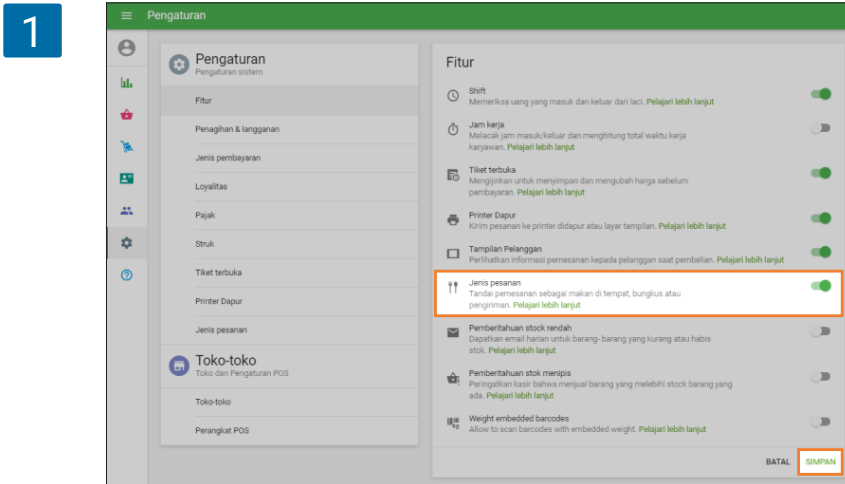 1
Pengaturan
Pengaturan
Pengaturan sistem
Fitur
Penagihan & langganan
Jenis pembayaran
Loyalitas
Pajak
Struk
Tiket terbuka
Printer Dapur
Jenis pesanan
Toko-toko
Toko dan Pengaturan POS
Toko-toko
Perangkat POS
Fitur
Shift
Memeriksa uang yang masuk dan keluar dari laci. Pelajari lebih lanjut
Jam kerja
Melacak jam masuk/keluar dan menghitung total waktu kerja
karyawan. Pelajari lebih lanjut
Tiket terbuka
Mengijinkan untuk menyimpan dan mengubah harga sebelum
pembayaran. Pelajari lebih lanjut
Printer Dapur
Kirim pesanan ke printer didapur atau layar tampilan. Pelajari lebih lanjut
Tampilan Pelanggan
Perlihatkan informasi pemesanan kepada pelanggan saat pembelian. Pelajari lebih lanjut
Jenis pesanan
Tandai pemesanan sebagai makan di tempat, bungkus atau
pengiriman. Pelajari lebih lanjut
Pemberitahuan stock rendah
Dapatkan email harian untuk barang- barang yang kurang atau habis
stok. Pelajari lebih lanjut
Pemberitahuan stok menipis
Peringatkan kasir bahwa menjual barang yang melebihi stock barang yang
ada. Pelajari lebih lanjut
Weight embedded barcodes
Allow to scan barcodes with embedded weight. Pelajari lebih lanjut
BATAL
SIMPAN